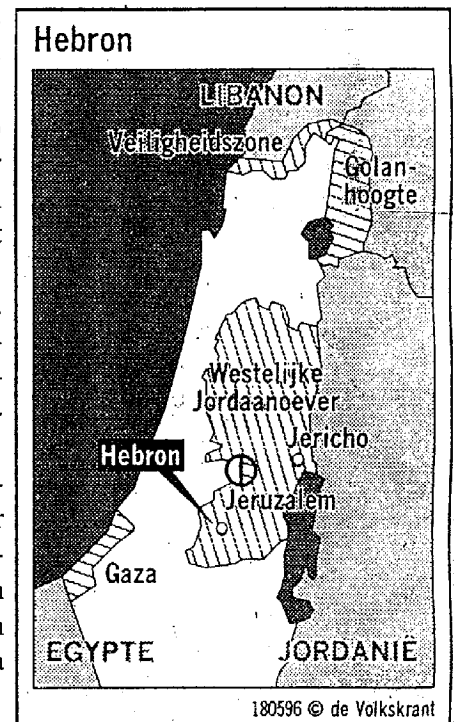 Hebron
LIBANON
Veiligheidszone
Golan-
hoogte
Westelijke
Jordaanoever
Jericho
Hebron
Jeruzalem
Gaza
EGYPTE
JORDANIË
180596 © de Volkskrant